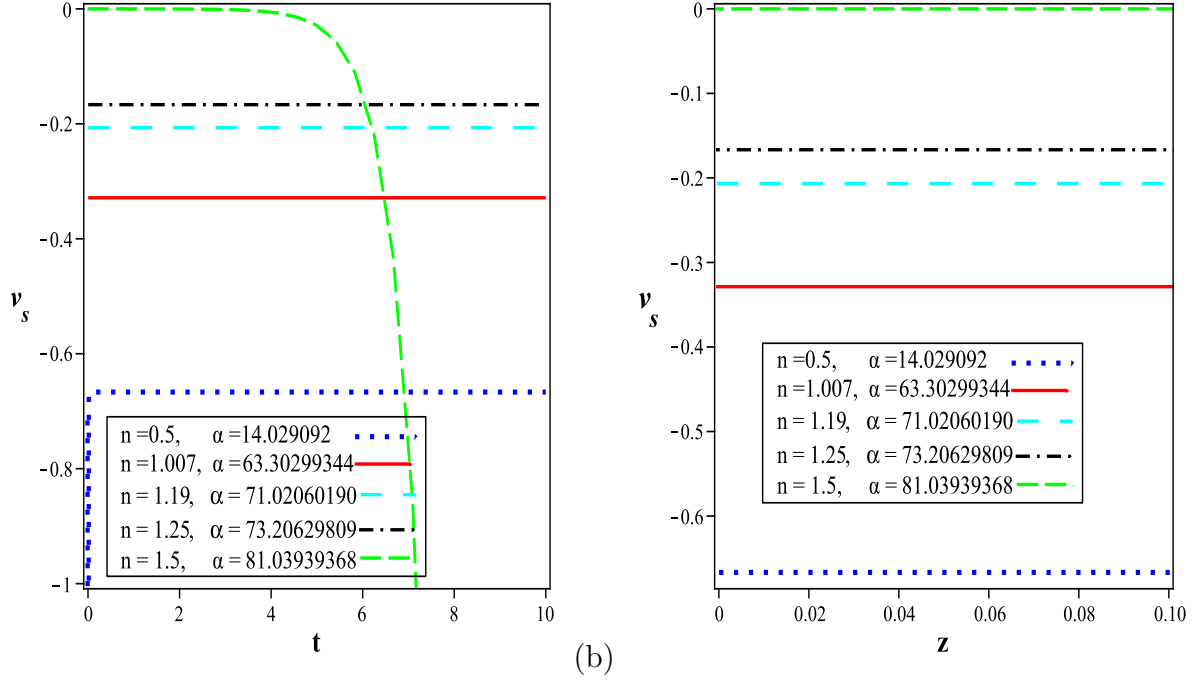 0
−0.2
−0.4
−0.6
−0.8
−1
v_s
0 2 4 6 8 10
t
n =0.5, α =14.029092
n =1.007, α =63.30299344
n = 1.19, α = 71.02060190
n = 1.25, α = 73.20629809
n = 1.5, α = 81.03939368
(b)
0
−0.1
−0.2
−0.3
−0.4
−0.5
−0.6
v_s
0 0.02 0.04 0.06 0.08 0.10
z
n =0.5, α =14.029092
n =1.007, α =63.30299344
n = 1.19, α = 71.02060190
n = 1.25, α = 73.20629809
n = 1.5, α = 81.03939368